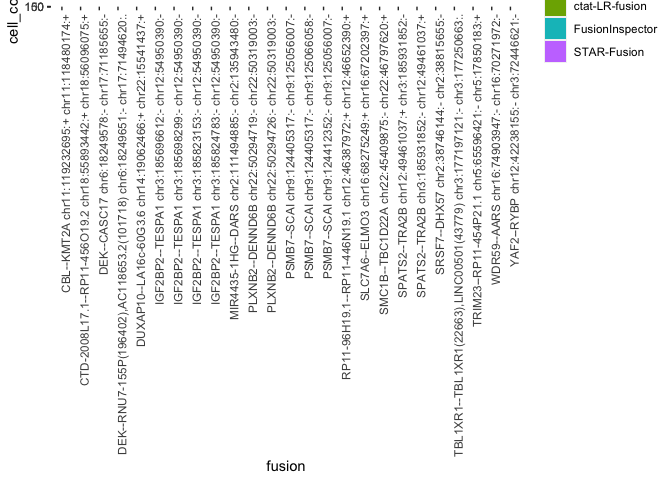 160
cell_co
ctat-LR-fusion
FusionInspector
STAR-Fusion
CBL--KMT2A chr11:119232695:+ chr11:118480174:+
CTD-2008L17.1--RP11-456O19.2 chr18:55893442:+ chr18:56096075:+
DEK--CASC17 chr6:18249578:- chr17:71185655:-
DEK--RNU7-155P(196402),AC118653.2(101718) chr6:18249651:- chr17:71494620:-
DUXAP10--LA16c-60G3.6 chr14:19062466:+ chr22:15541437:+
IGF2BP2--TESPA1 chr3:185696612:- chr12:54950390:-
IGF2BP2--TESPA1 chr3:185698299:- chr12:54950390:-
IGF2BP2--TESPA1 chr3:185823153:- chr12:54950390:-
IGF2BP2--TESPA1 chr3:185824783:- chr12:54950390:-
MIR4435-1HG--DARS chr2:111494885:- chr2:135943480:-
PLXNB2--DENND6B chr22:50294719:- chr22:50319003:-
PLXNB2--DENND6B chr22:50294726:- chr22:50319003:-
PSMB7--SCAI chr9:124405317:- chr9:125056007:-
PSMB7--SCAI chr9:124405317:- chr9:125066058:-
PSMB7--SCAI chr9:124412352:- chr9:125056007:-
RP11-96H19.1--RP11-446N19.1 chr12:46387972:+ chr12:46652390:+
SLC7A6--ELMO3 chr16:68275249:+ chr16:67202397:+
SMC1B--TBC1D22A chr22:45409875:- chr22:46797620:+
SPATS2--TRA2B chr12:49461037:+ chr3:185931852:-
SPATS2--TRA2B chr3:185931852:- chr12:49461037:+
SRSF7--DHX57 chr2:38746144:- chr2:38815655:-
TBL1XR1--TBL1XR1(22663),LINC00501(43779) chr3:177197121:- chr3:177250663:-
TRIM23--RP11-454P21.1 chr5:65596421:- chr5:177850183:+
WDR59--AARS chr16:74903947:- chr16:70271972:-
YAF2--RYBP chr12:42238155:- chr3:72446621:-
fusion